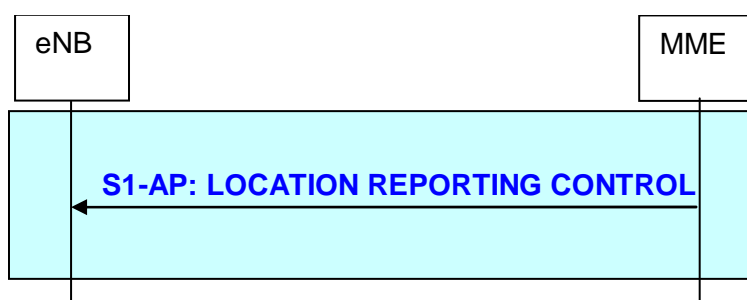 eNB
MME
S1-AP: LOCATION REPORTING CONTROL